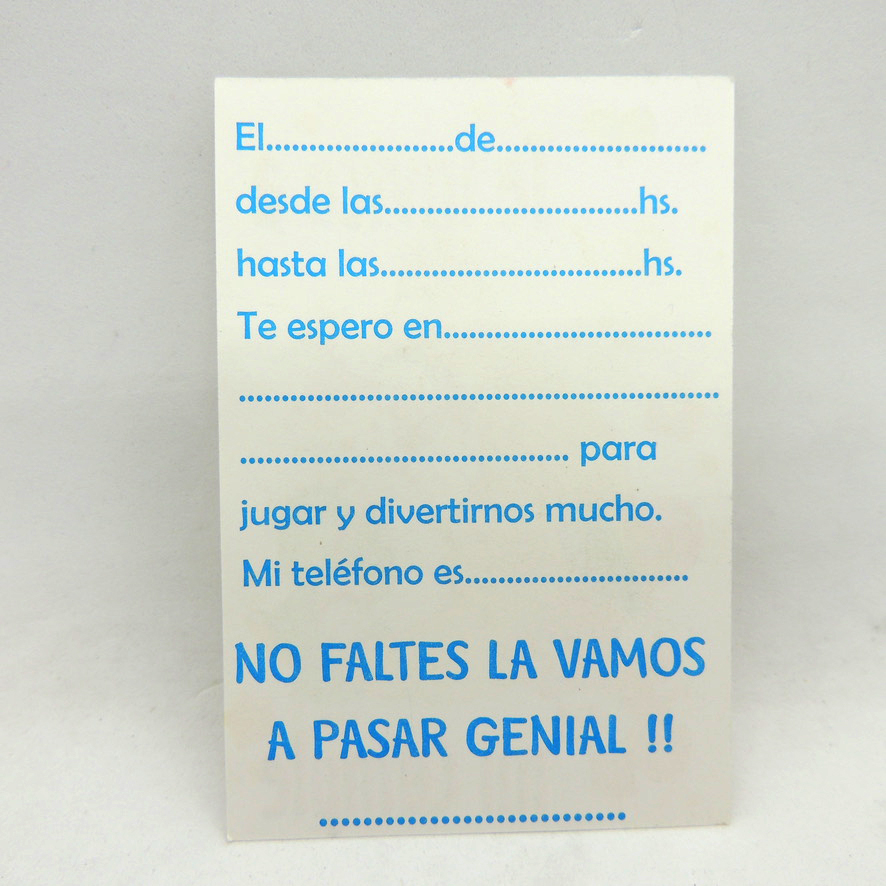 El......................de.........................
desde las..............................hs.
hasta las...............................hs.
Te espero en................................
.........................................................
....................................... para
jugar y divertirnos mucho.
Mi teléfono es...........................
NO FALTES LA VAMOS
A PASAR GENIAL !!
.............................